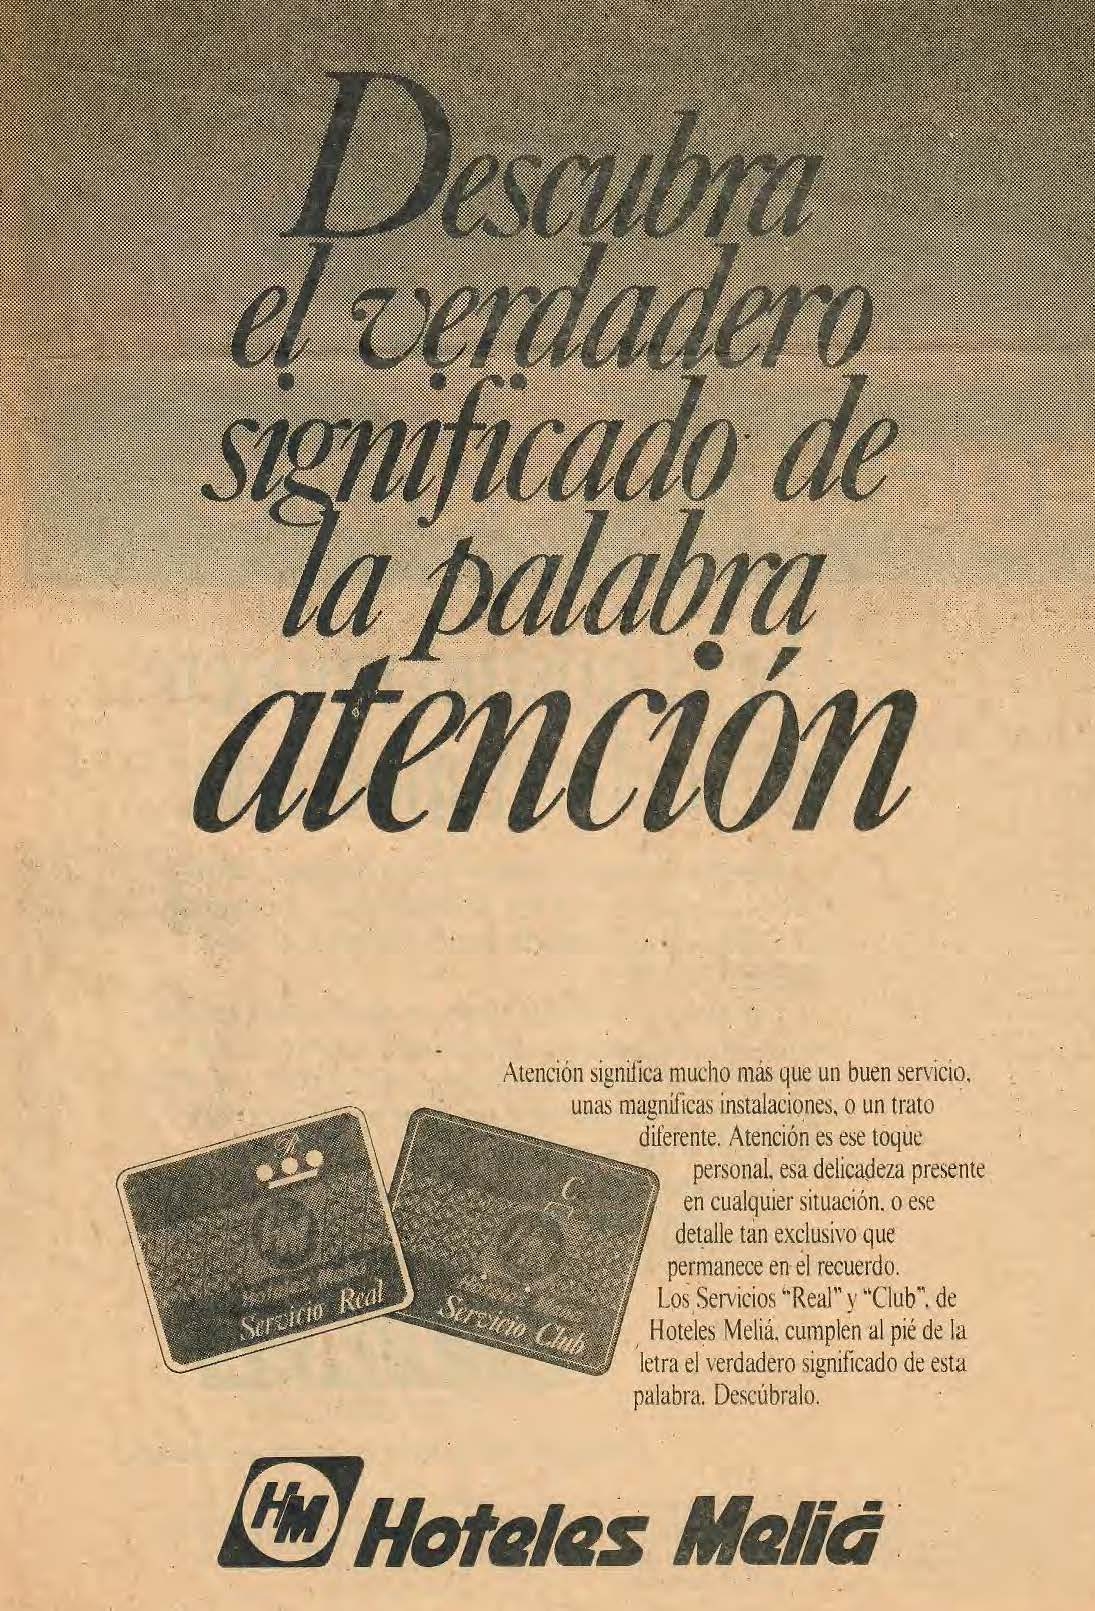 Descubra
el verdadero
significado de
la palabra
atención
Atención significa mucho más que un buen servicio,
unas magníficas instalaciones, o un trato
diferente. Atención es ese toque
personal, esa delicadeza presente
en cualquier situación, o ese
detalle tan exclusivo que
permanece en el recuerdo.
Los Servicios "Real" y "Club", de
Hoteles Meliá, cumplen al pié de la
letra el verdadero significado de esta
palabra. Descúbralo.
R
Servicio Real
C
Servicio Club
HM Hoteles Meliá